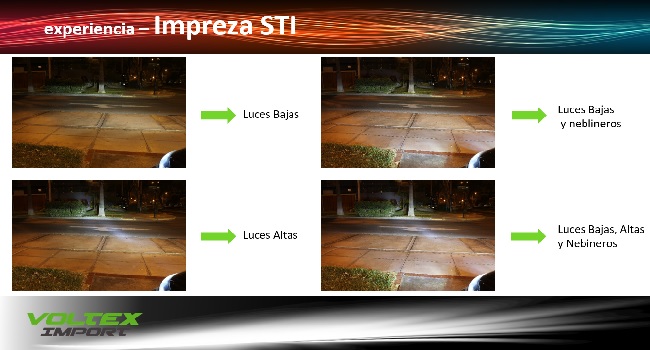 experiencia – Impreza STI
Luces Bajas
Luces Bajas
y neblineros
Luces Altas
Luces Bajas, Altas
y Nebineros
VOLTEX
IMPORT